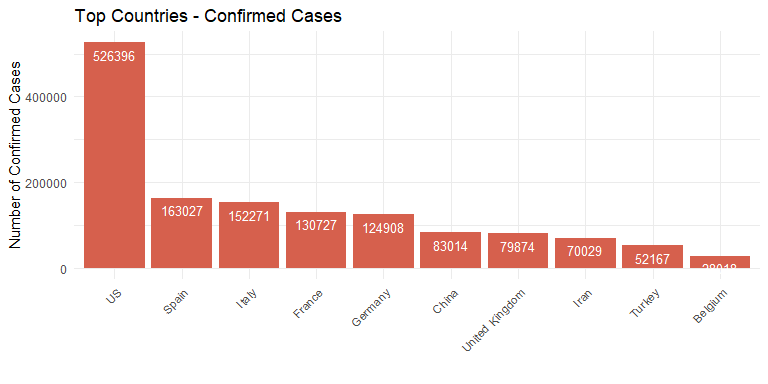 Top Countries - Confirmed Cases
Number of Confirmed Cases
400000
200000
0
526396
163027
152271
130727
124908
83014
79874
70029
52167
28018
US
Spain
Italy
France
Germany
China
United Kingdom
Iran
Turkey
Belgium